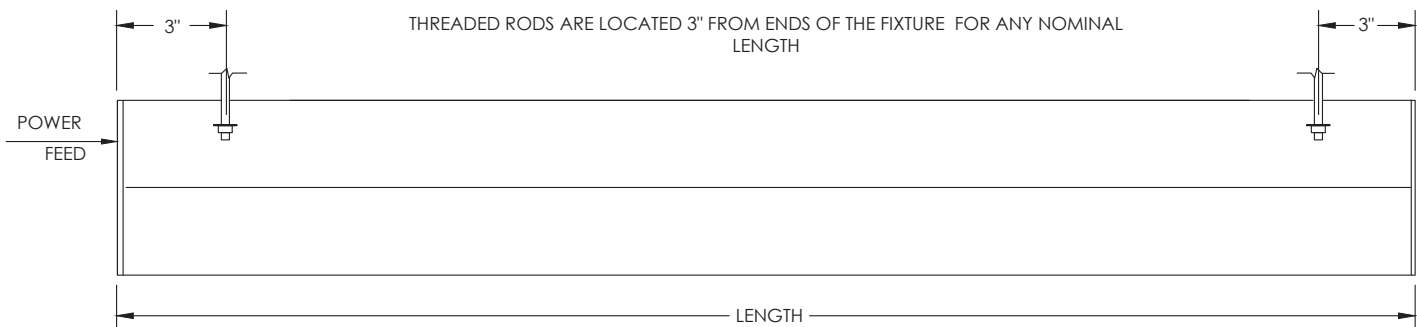 3"
THREADED RODS ARE LOCATED 3" FROM ENDS OF THE FIXTURE  FOR ANY NOMINAL
LENGTH
3"
POWER
FEED
LENGTH